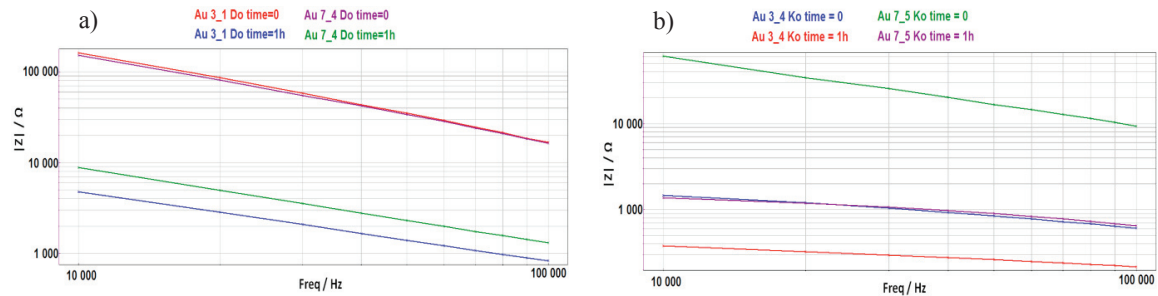 a)
Au 3_1 Do time=0 Au 7_4 Do time=0
Au 3_1 Do time=1h Au 7_4 Do time=1h
100 000
10 000
1 000
|Z| / Ω
10 000
100 000
Freq / Hz
b)
Au 3_4 Ko time = 0 Au 7_5 Ko time = 0
Au 3_4 Ko time = 1h Au 7_5 Ko time = 1h
10 000
1 000
|Z| / Ω
10 000
100 000
Freq / Hz